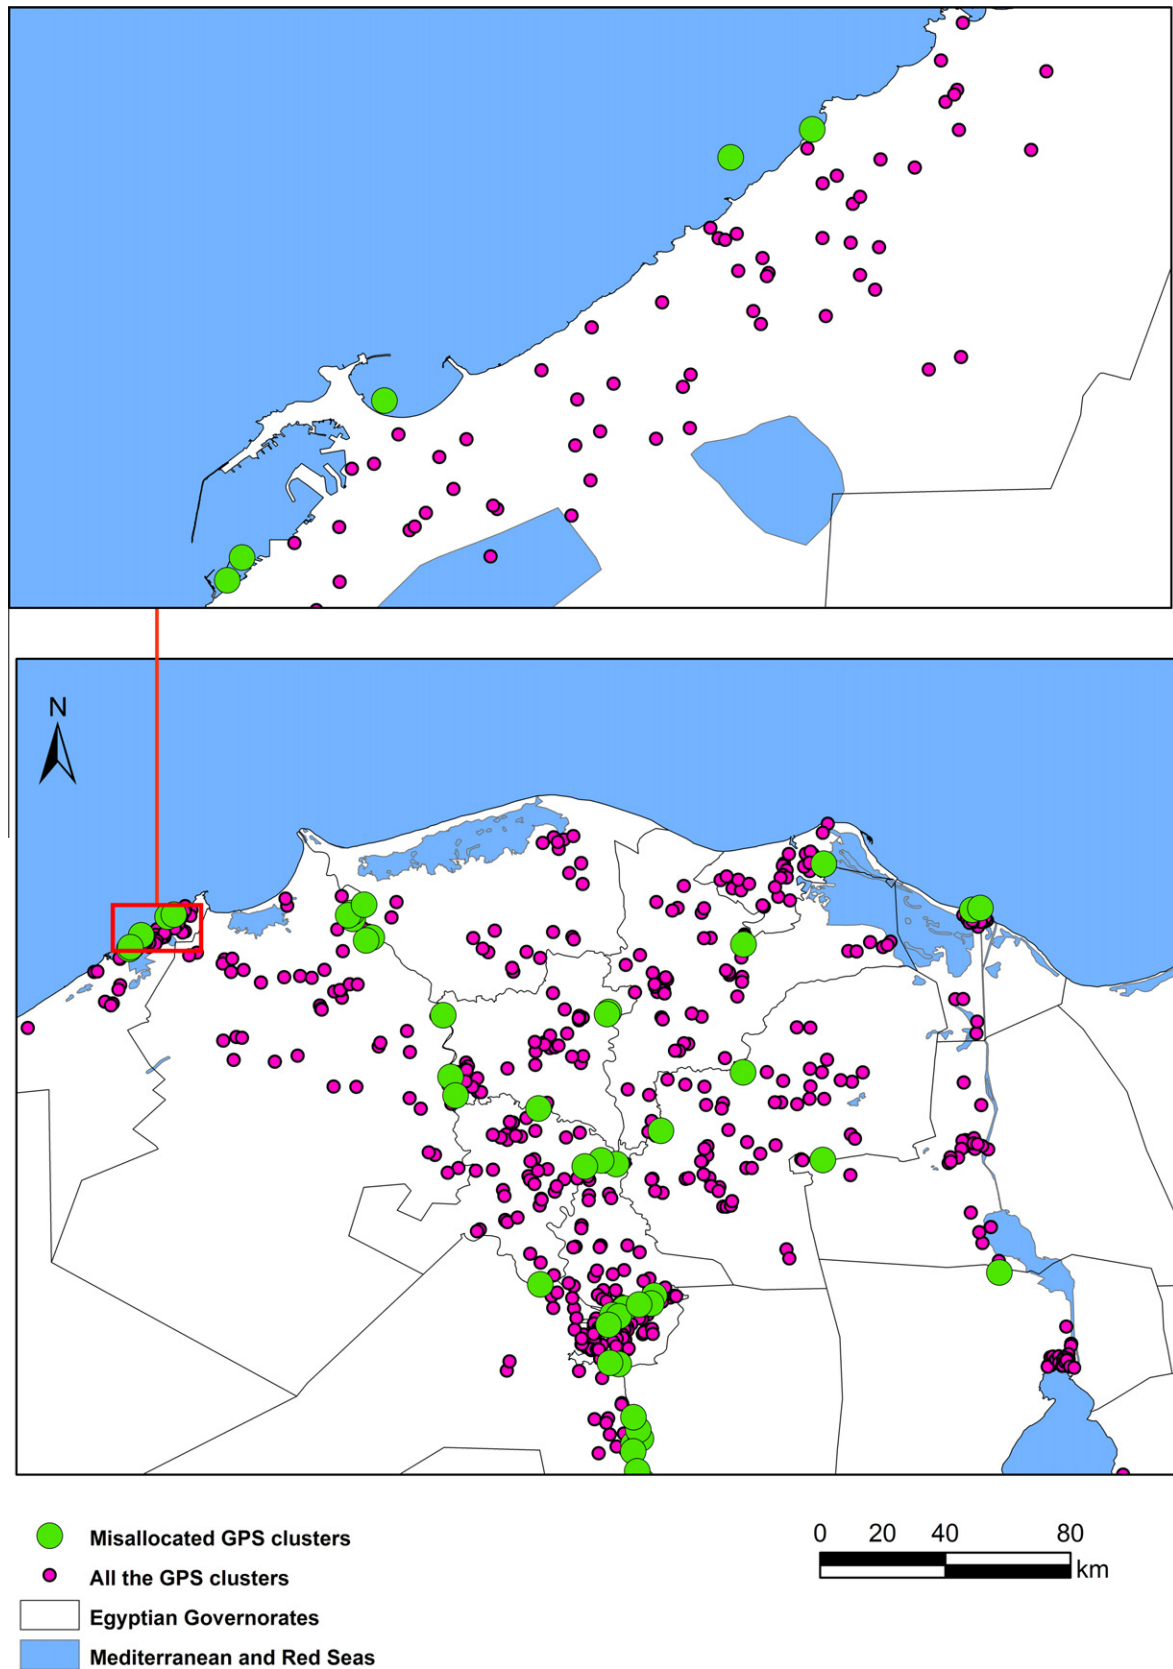 N
Misallocated GPS clusters
All the GPS clusters
Egyptian Governorates
Mediterranean and Red Seas
0 20 40 80
km